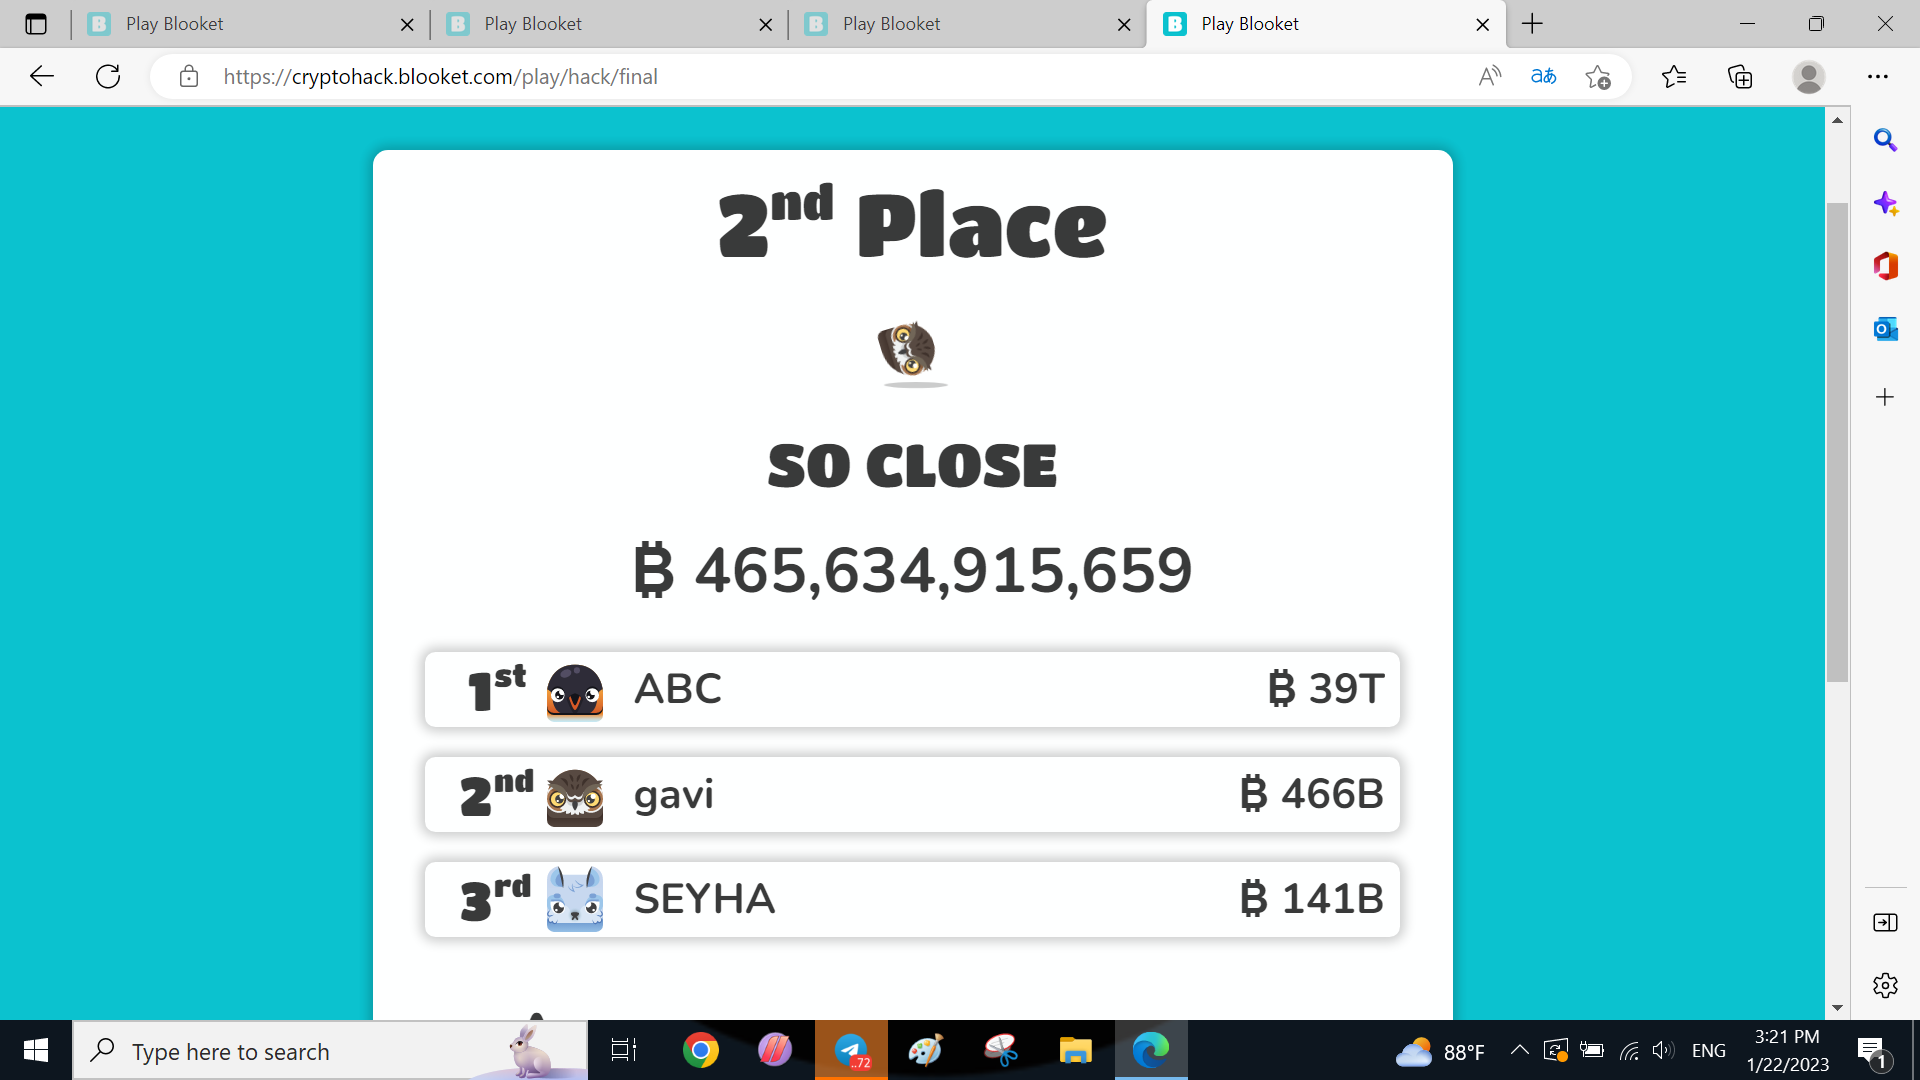 Play Blooket
Play Blooket
Play Blooket
Play Blooket
https://cryptohack.blooket.com/play/hack/final
aあ
2nd Place
SO CLOSE
₿ 465,634,915,659
1st ABC ₿ 39T
2nd gavi ₿ 466B
3rd SEYHA ₿ 141B
Type here to search
..72
88°F
ENG
3:21 PM
1/22/2023
1